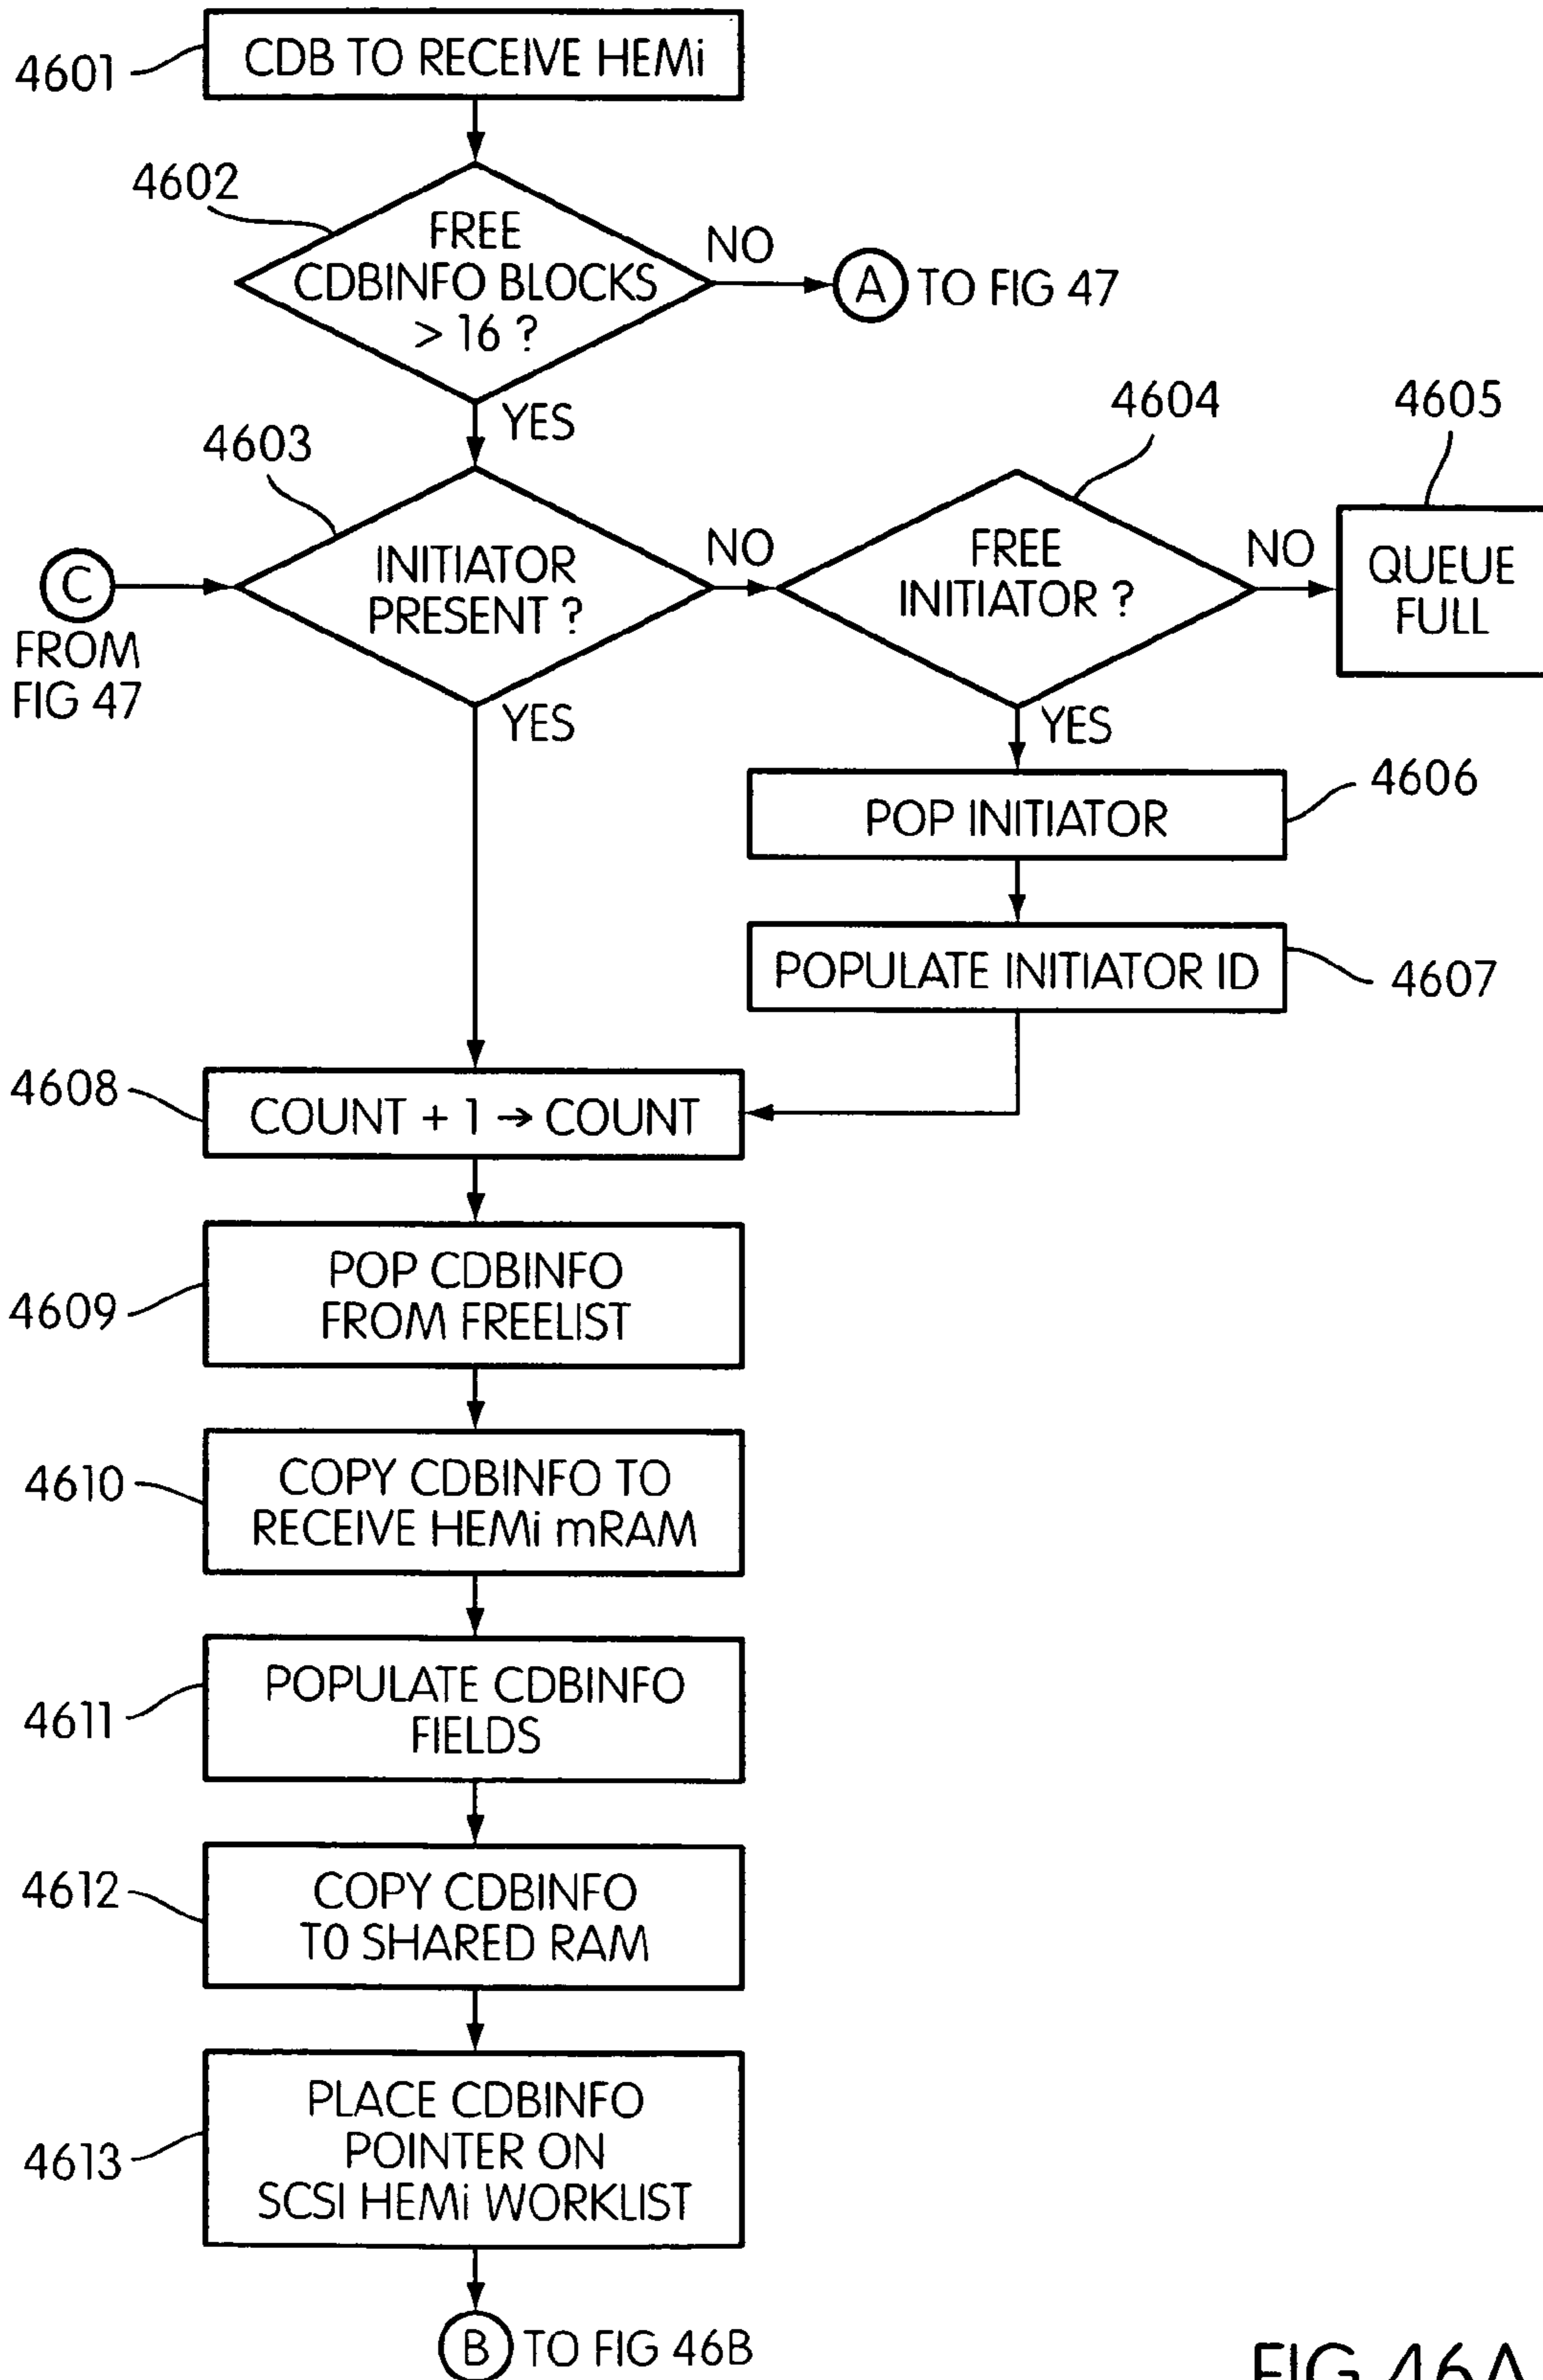 4601
CDB TO RECEIVE HEMi
4602
FREE
CDBINFO BLOCKS
> 16 ?
NO
A
TO FIG 47
YES
4603
C
FROM
FIG 47
INITIATOR
PRESENT ?
NO
YES
4604
FREE
INITIATOR ?
NO
4605
QUEUE
FULL
YES
4606
POP INITIATOR
POPULATE INITIATOR ID
4607
4608
COUNT + 1 → COUNT
4609
POP CDBINFO
FROM FREELIST
4610
COPY CDBINFO TO
RECEIVE HEMi mRAM
4611
POPULATE CDBINFO
FIELDS
4612
COPY CDBINFO
TO SHARED RAM
4613
PLACE CDBINFO
POINTER ON
SCSI HEMi WORKLIST
B
TO FIG 46B
FIG 46A